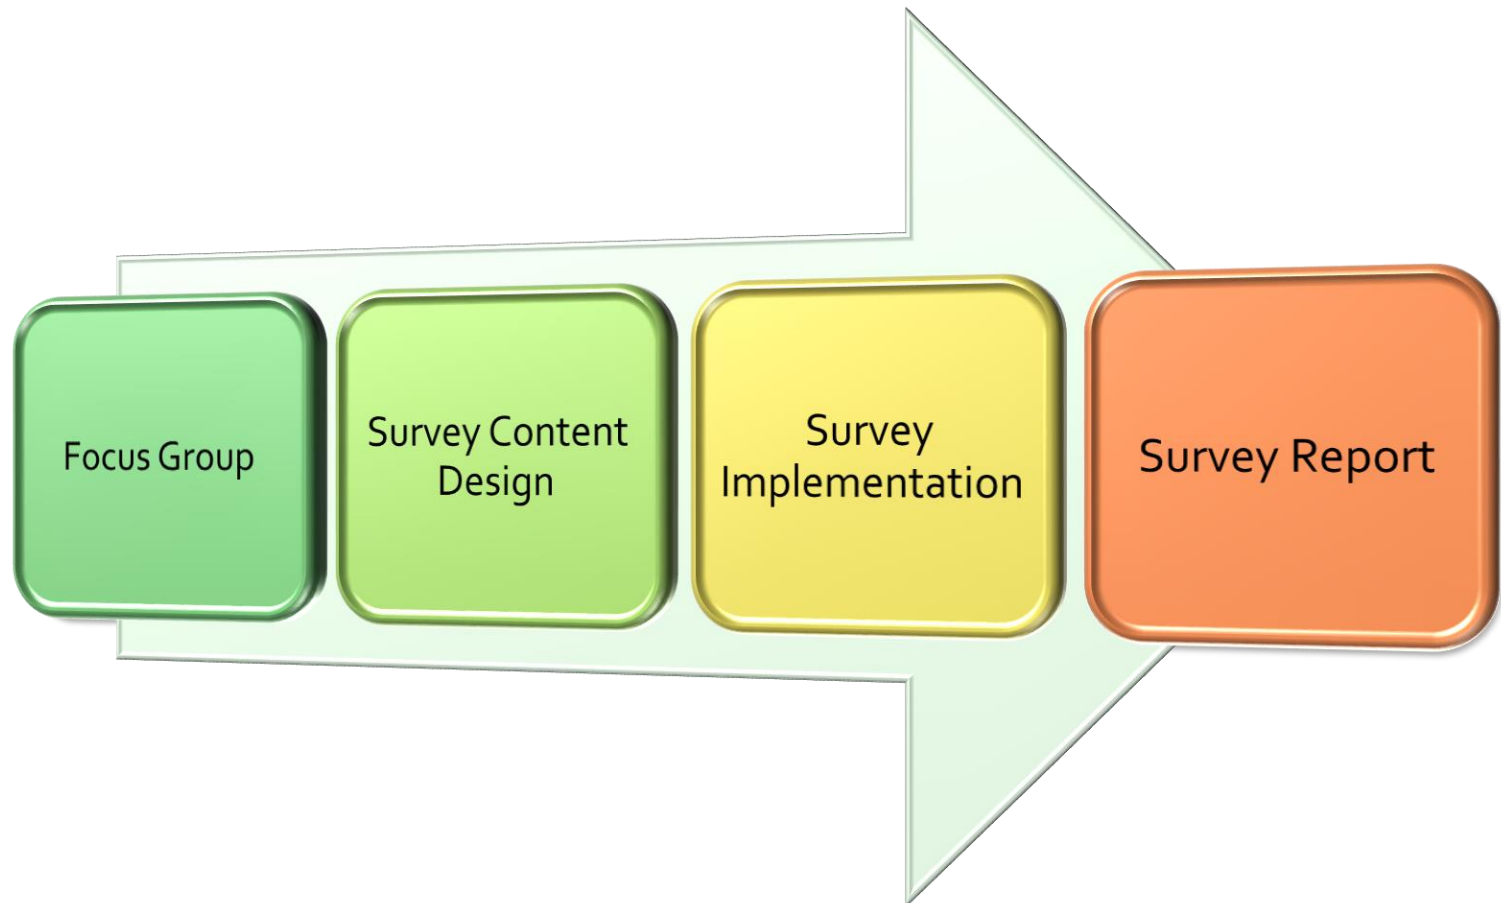 Focus Group
Survey Content
Design
Survey
Implementation
Survey Report